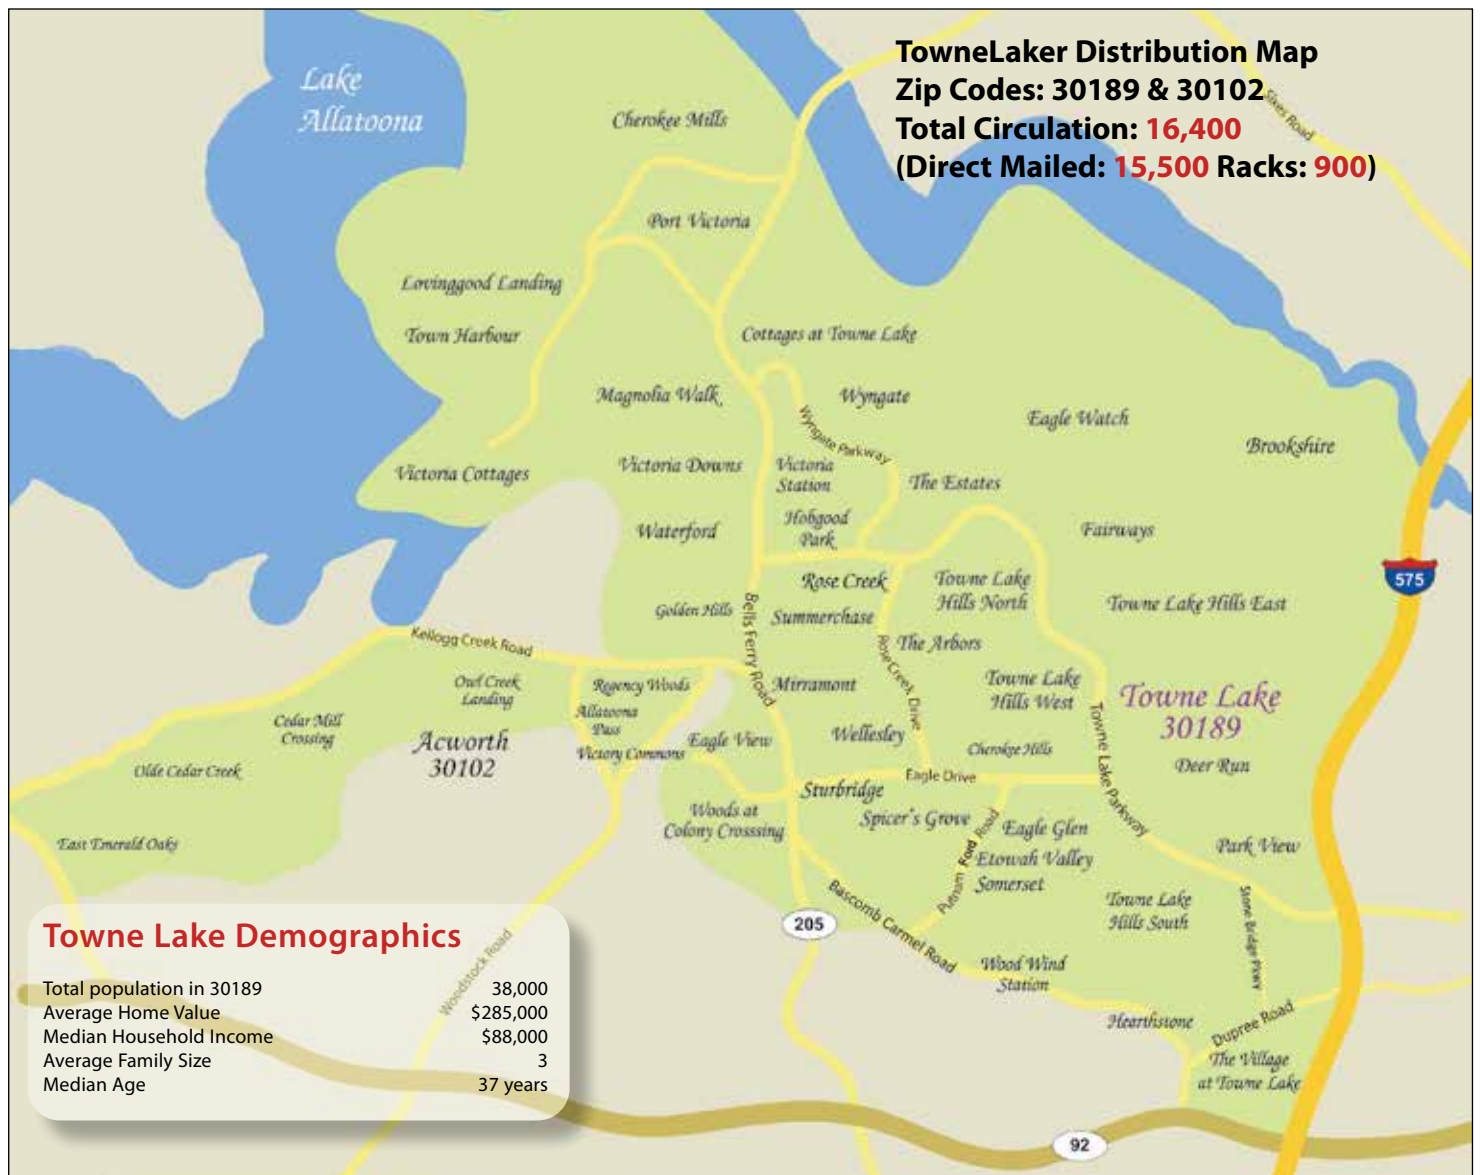 TowneLaker Distribution Map
Zip Codes: 30189 & 30102
Total Circulation: 16,400
(Direct Mailed: 15,500 Racks: 900)
Sikes Road
Lake
Allatoona
Cherokee Mills
Port Victoria
Lovinggood Landing
Town Harbour
Cottages at Towne Lake
Magnolia Walk
Wyngate
Eagle Watch
Brookshire
Wyngate Parkway
Victoria Cottages
Victoria Downs
Victoria
Station
The Estates
Waterford
Hobgood
Park
Fairways
575
Rose Creek
Towne Lake
Hills North
Towne Lake Hills East
Golden Hills
Bells Ferry Road
Summerchase
Kellogg Creek Road
Rose Creek Drive
The Arbors
Owl Creek
Landing
Regency Woods
Mirramont
Towne Lake
Hills West
Towne Lake
30189
Cedar Mill
Crossing
Allatoona
Pass
Acworth
30102
Victory Commons
Eagle View
Wellesley
Cherokee Hills
Towne Lake Parkway
Deer Run
Olde Cedar Creek
Eagle Drive
Sturbridge
Woods at
Colony Crosssing
Spicer's Grove
Putnam Ford Road
Eagle Glen
Etowah Valley
Somerset
Park View
East Emerald Oaks
Bascomb Carmel Road
Towne Lake
Hills South
Stone Bridge Pkwy
205
Wood Wind
Station
Woodstock Road
Hearthstone
Dupree Road
The Village
at Towne Lake
92
Towne Lake Demographics
Total population in 30189 38,000
Average Home Value $285,000
Median Household Income $88,000
Average Family Size 3
Median Age 37 years